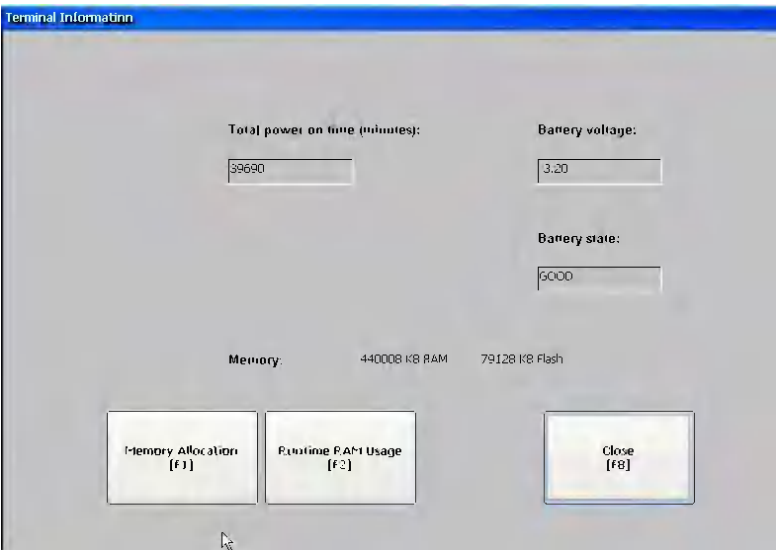 Terminal Information
Total power on time (minutes):
39690
Battery voltage:
3.20
Battery state:
GOOD
Memory:
440008 KB RAM
79128 KB Flash
Memory Allocation
[F1]
Runtime RAM Usage
[F2]
Close
[F8]